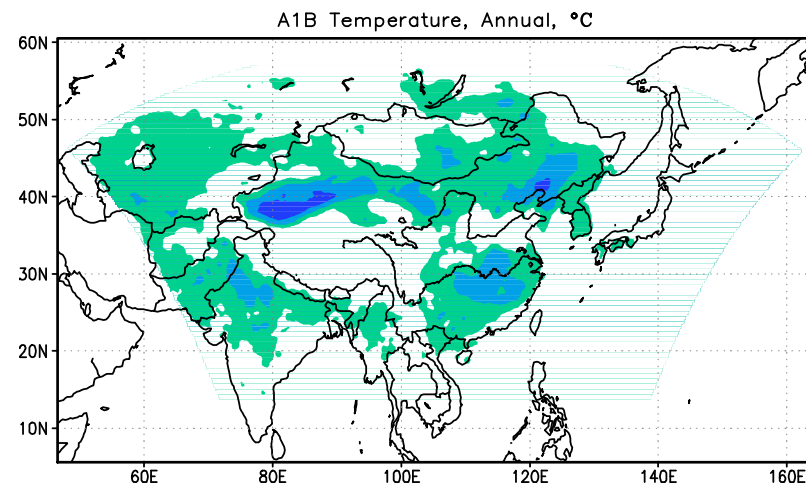 A1B Temperature, Annual, °C
60N
50N
40N
30N
20N
10N
60E 80E 100E 120E 140E 160E